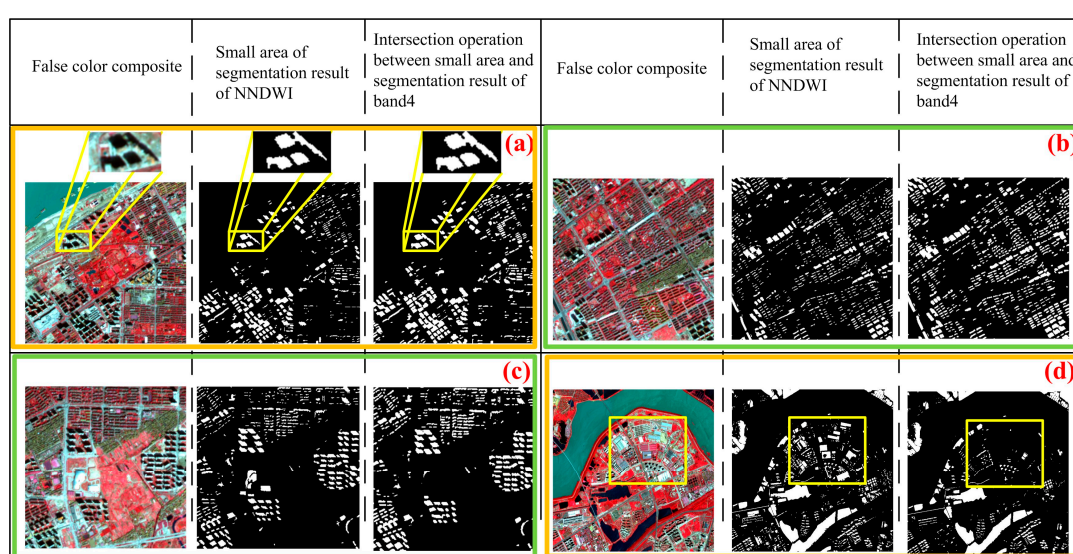 False color composite
Small area of
segmentation result
of NNDWI
Intersection operation
between small area and
segmentation result of
band4
False color composite
Small area of
segmentation result
of NNDWI
Intersection operation
between small area and
segmentation result of
band4
(a)
(b)
(c)
(d)